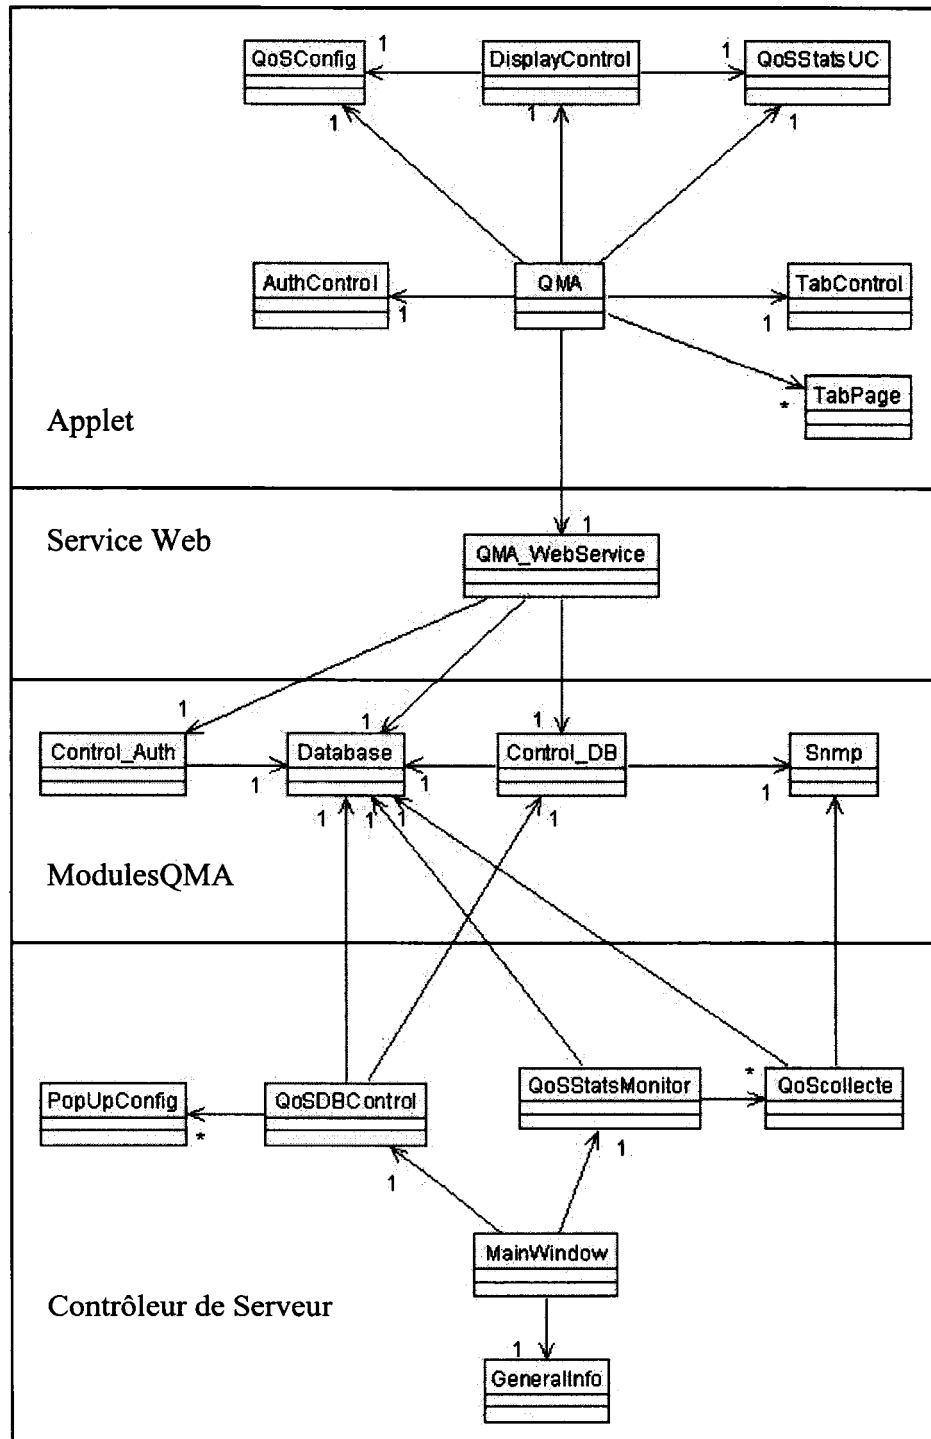 QoSConfig 1 DisplayControl 1 QoSStatsUC
1 1 1
AuthControl QMA TabControl
1 1
TabPage
*
Applet
Service Web
1
QMA_WebService
1 1 1
Control_Auth Database Control_DB Snmp
1 1 1
1 1 1 1
ModulesQMA
PopUpConfig QoSDBControl QoSStatsMonitor * QoScollecte
*
1 1
MainWindow
Contrôleur de Serveur
1
GeneralInfo